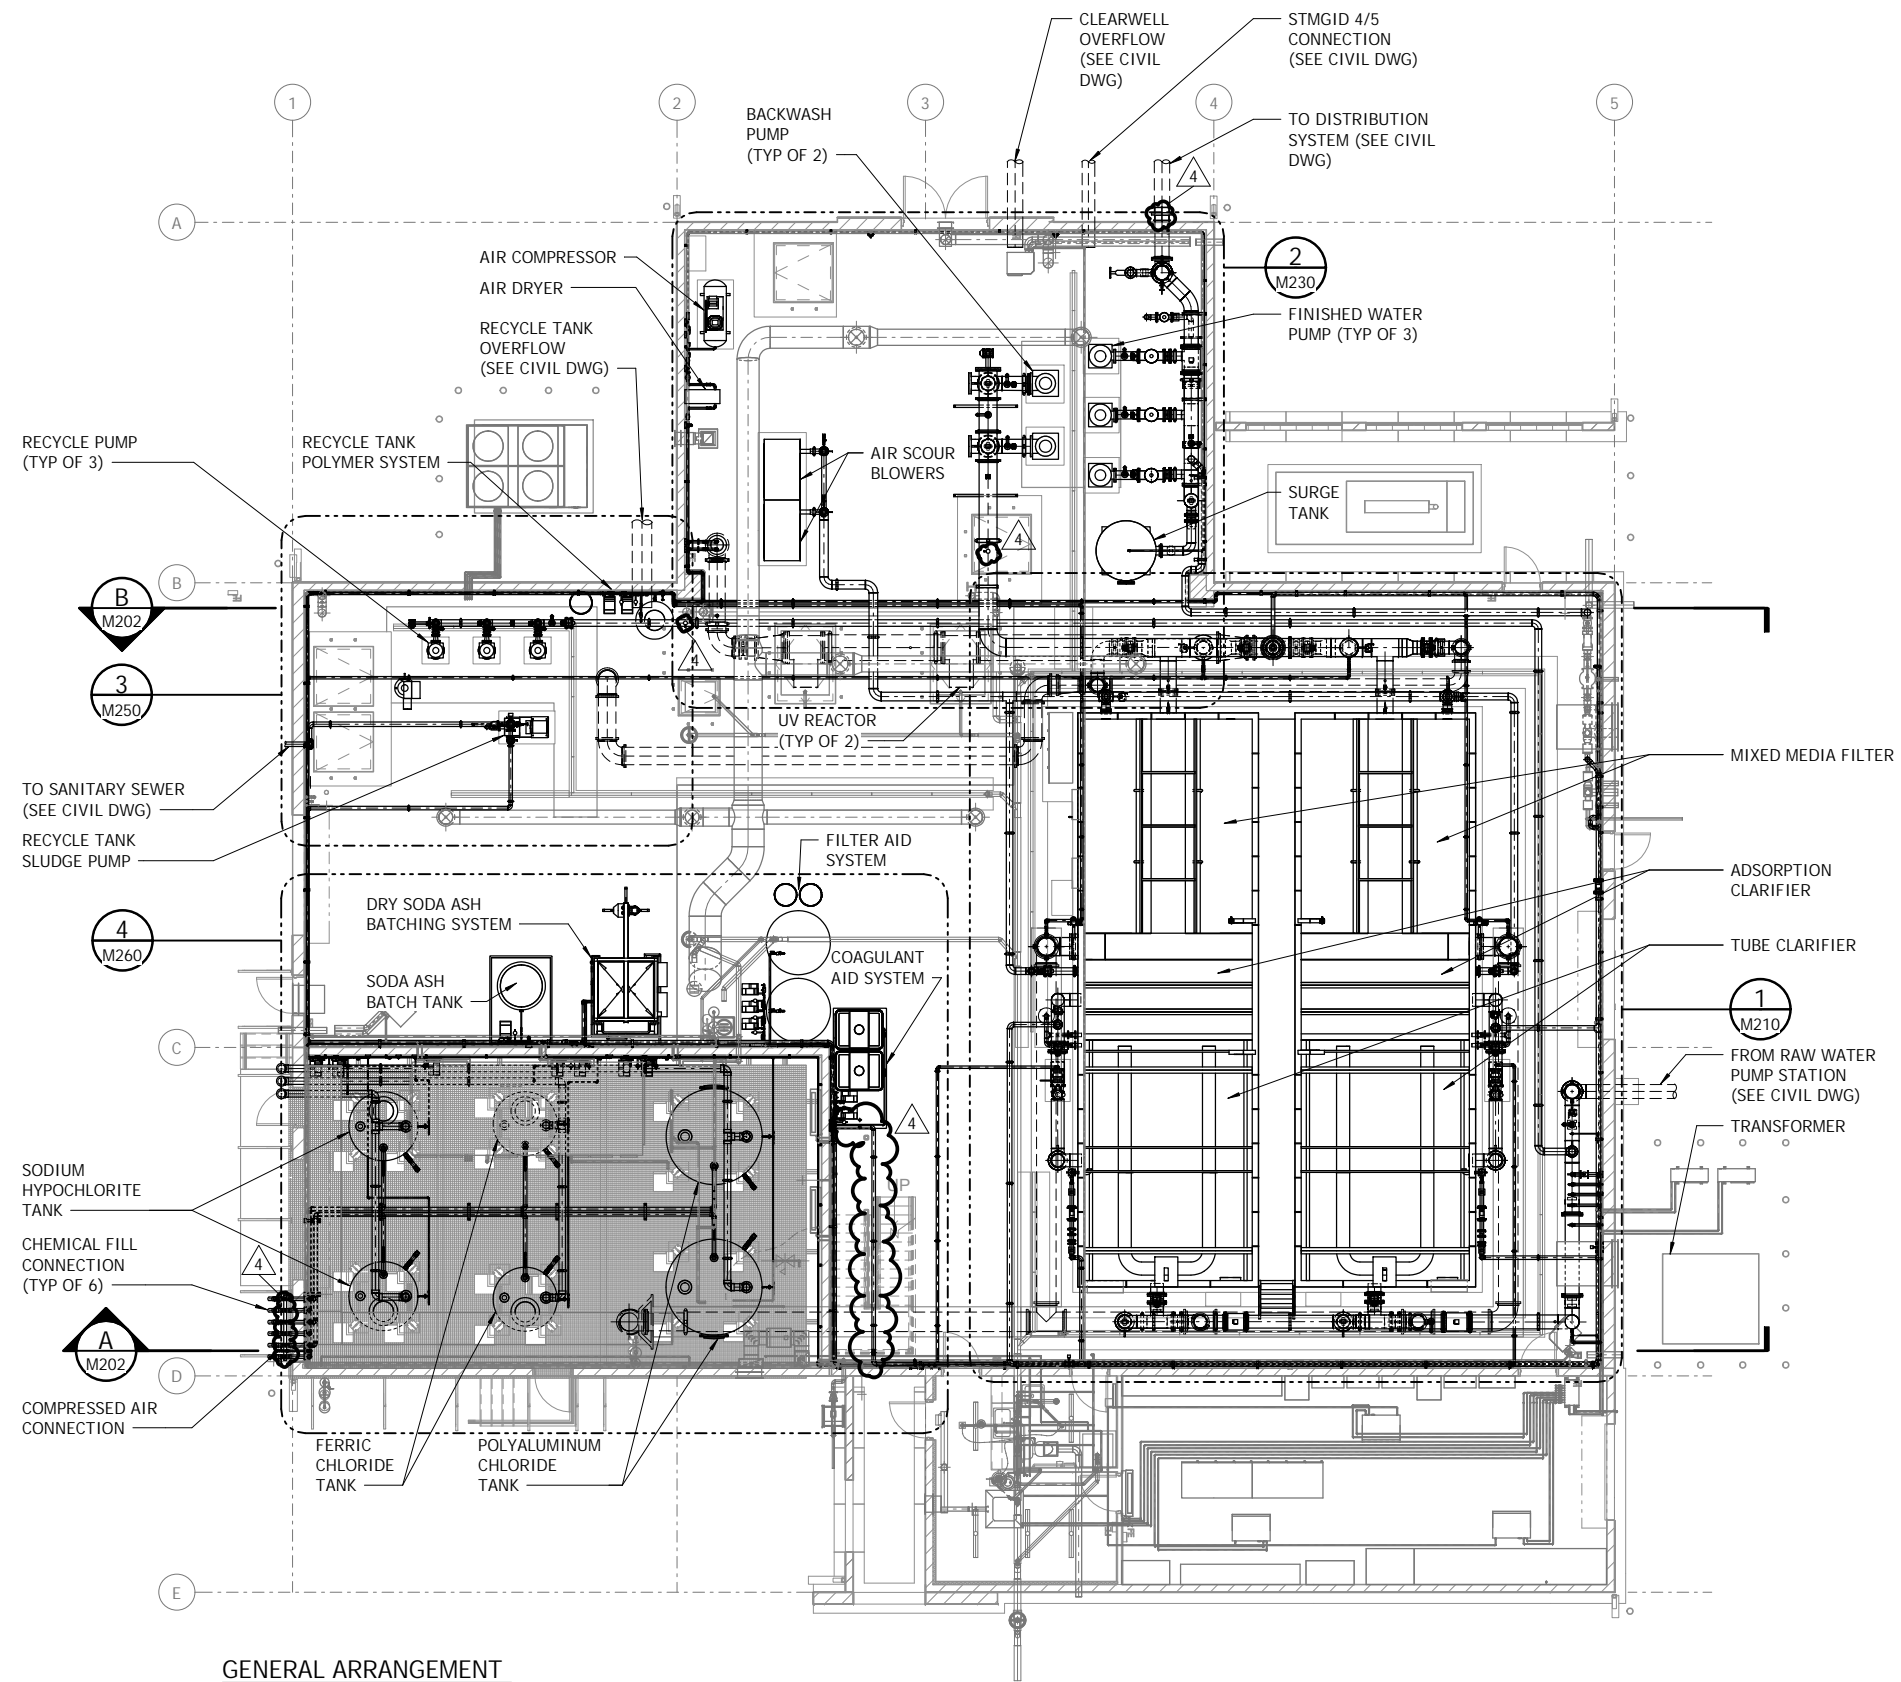 CLEARWELL
OVERFLOW
(SEE CIVIL
DWG)
STMGID 4/5
CONNECTION
(SEE CIVIL DWG)
1
2
3
4
5
BACKWASH
PUMP
(TYP OF 2)
TO DISTRIBUTION
SYSTEM (SEE CIVIL
DWG)
4
A
AIR COMPRESSOR
AIR DRYER
2
M230
RECYCLE TANK
OVERFLOW
(SEE CIVIL DWG)
FINISHED WATER
PUMP (TYP OF 3)
RECYCLE PUMP
(TYP OF 3)
RECYCLE TANK
POLYMER SYSTEM
AIR SCOUR
BLOWERS
SURGE
TANK
4
B
B
M202
4
3
M250
UV REACTOR
(TYP OF 2)
MIXED MEDIA FILTER
TO SANITARY SEWER
(SEE CIVIL DWG)
RECYCLE TANK
SLUDGE PUMP
FILTER AID
SYSTEM
ADSORPTION
CLARIFIER
DRY SODA ASH
BATCHING SYSTEM
4
M260
TUBE CLARIFIER
COAGULANT
AID SYSTEM
SODA ASH
BATCH TANK
1
M210
C
FROM RAW WATER
PUMP STATION
(SEE CIVIL DWG)
4
TRANSFORMER
SODIUM
HYPOCHLORITE
TANK
UP
CHEMICAL FILL
CONNECTION
(TYP OF 6)
4
A
M202
D
COMPRESSED AIR
CONNECTION
FERRIC
CHLORIDE
TANK
POLYALUMINUM
CHLORIDE
TANK
E
GENERAL ARRANGEMENT